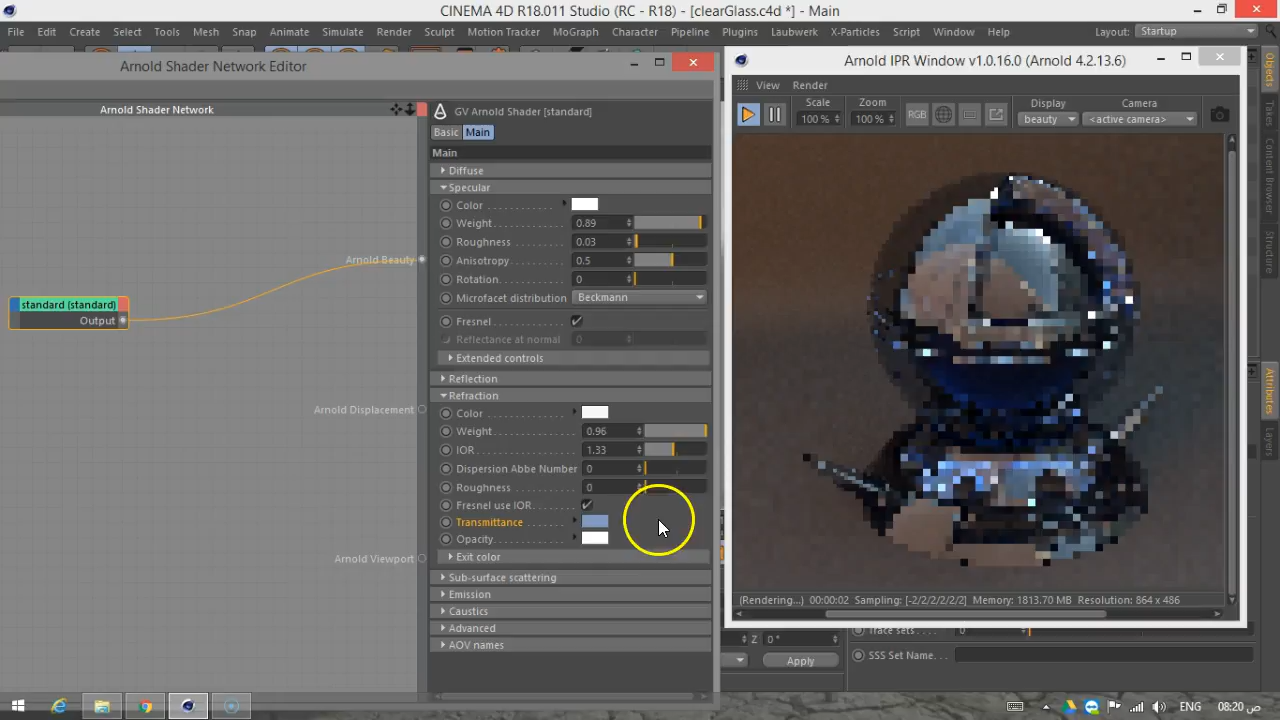 CINEMA 4D R18.011 Studio (RC - R18) - [clearGlass.c4d *] - Main
File Edit Create Select Tools Mesh Snap Animate Simulate Render Sculpt Motion Tracker MoGraph Character Pipeline Plugins Laubwerk X-Particles Script Window Help Layout: Startup
Arnold Shader Network Editor
Arnold Shader Network
Arnold Beauty
standard (standard)
Output
Arnold Displacement
Arnold Viewport
GV Arnold Shader [standard]
Basic Main
Main
Diffuse
Specular
Color
Weight 0.89
Roughness 0.03
Anisotropy 0.5
Rotation 0
Microfacet distribution Beckmann
Fresnel
Reflectance at normal 0
Extended controls
Reflection
Refraction
Color
Weight 0.96
IOR 1.33
Dispersion Abbe Number 0
Roughness 0
Fresnel use IOR
Transmittance
Opacity
Exit color
Sub-surface scattering
Emission
Caustics
Advanced
AOV names
Arnold IPR Window v1.0.16.0 (Arnold 4.2.13.6)
View Render
Scale Zoom Display Camera
100 % 100 % RGB beauty <active camera>
(Rendering...) 00:00:02 Sampling: [-2/2/2/2/2/2] Memory: 1813.70 MB Resolution: 864 x 486
Z 0 °
Apply
Trace sets 0
SSS Set Name
Objects
Takes
Content Browser
Structure
Attributes
Layers
ENG 08:20 ص